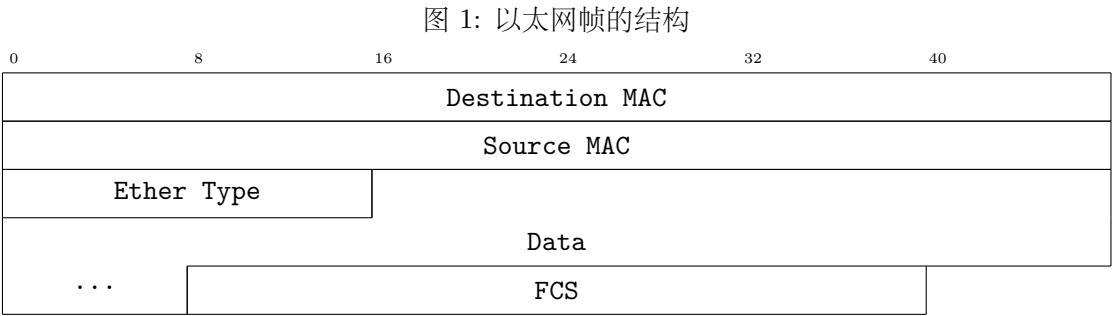 图 1: 以太网帧的结构
0 8 16 24 32 40
Destination MAC
Source MAC
Ether Type
Data
... FCS